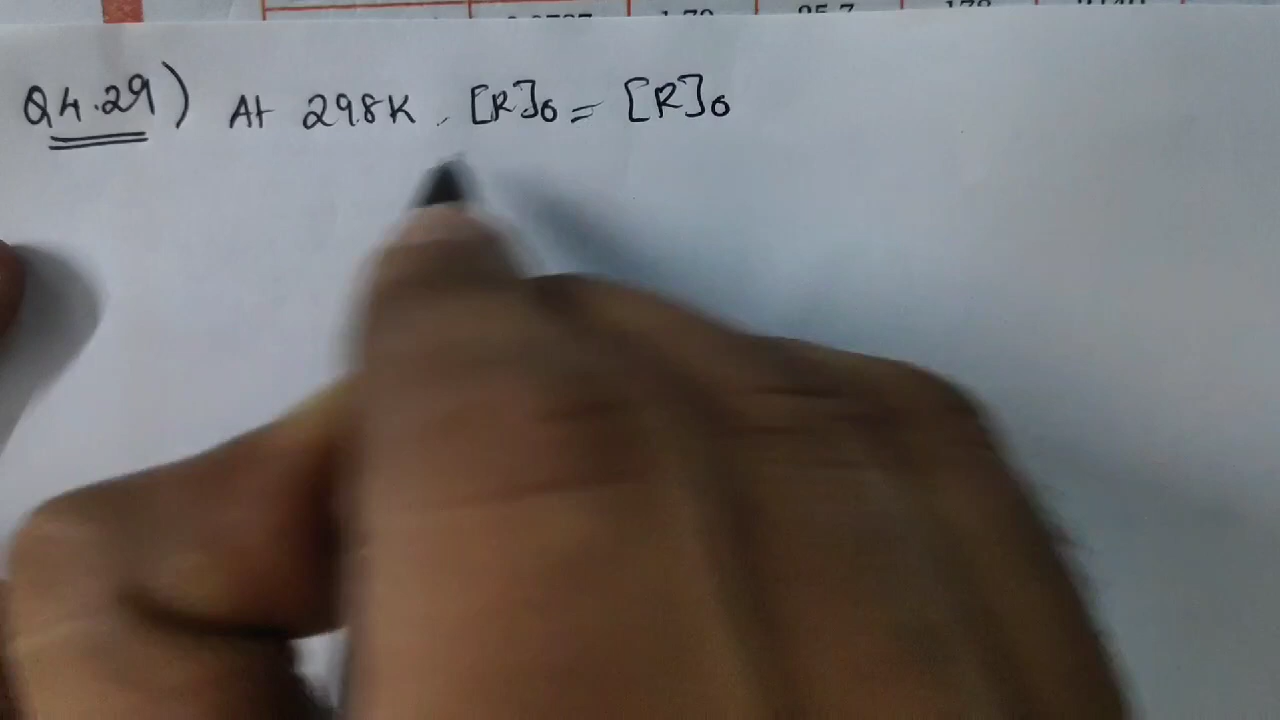 Q4.29) At 298K, [R]₀ = [R]₀